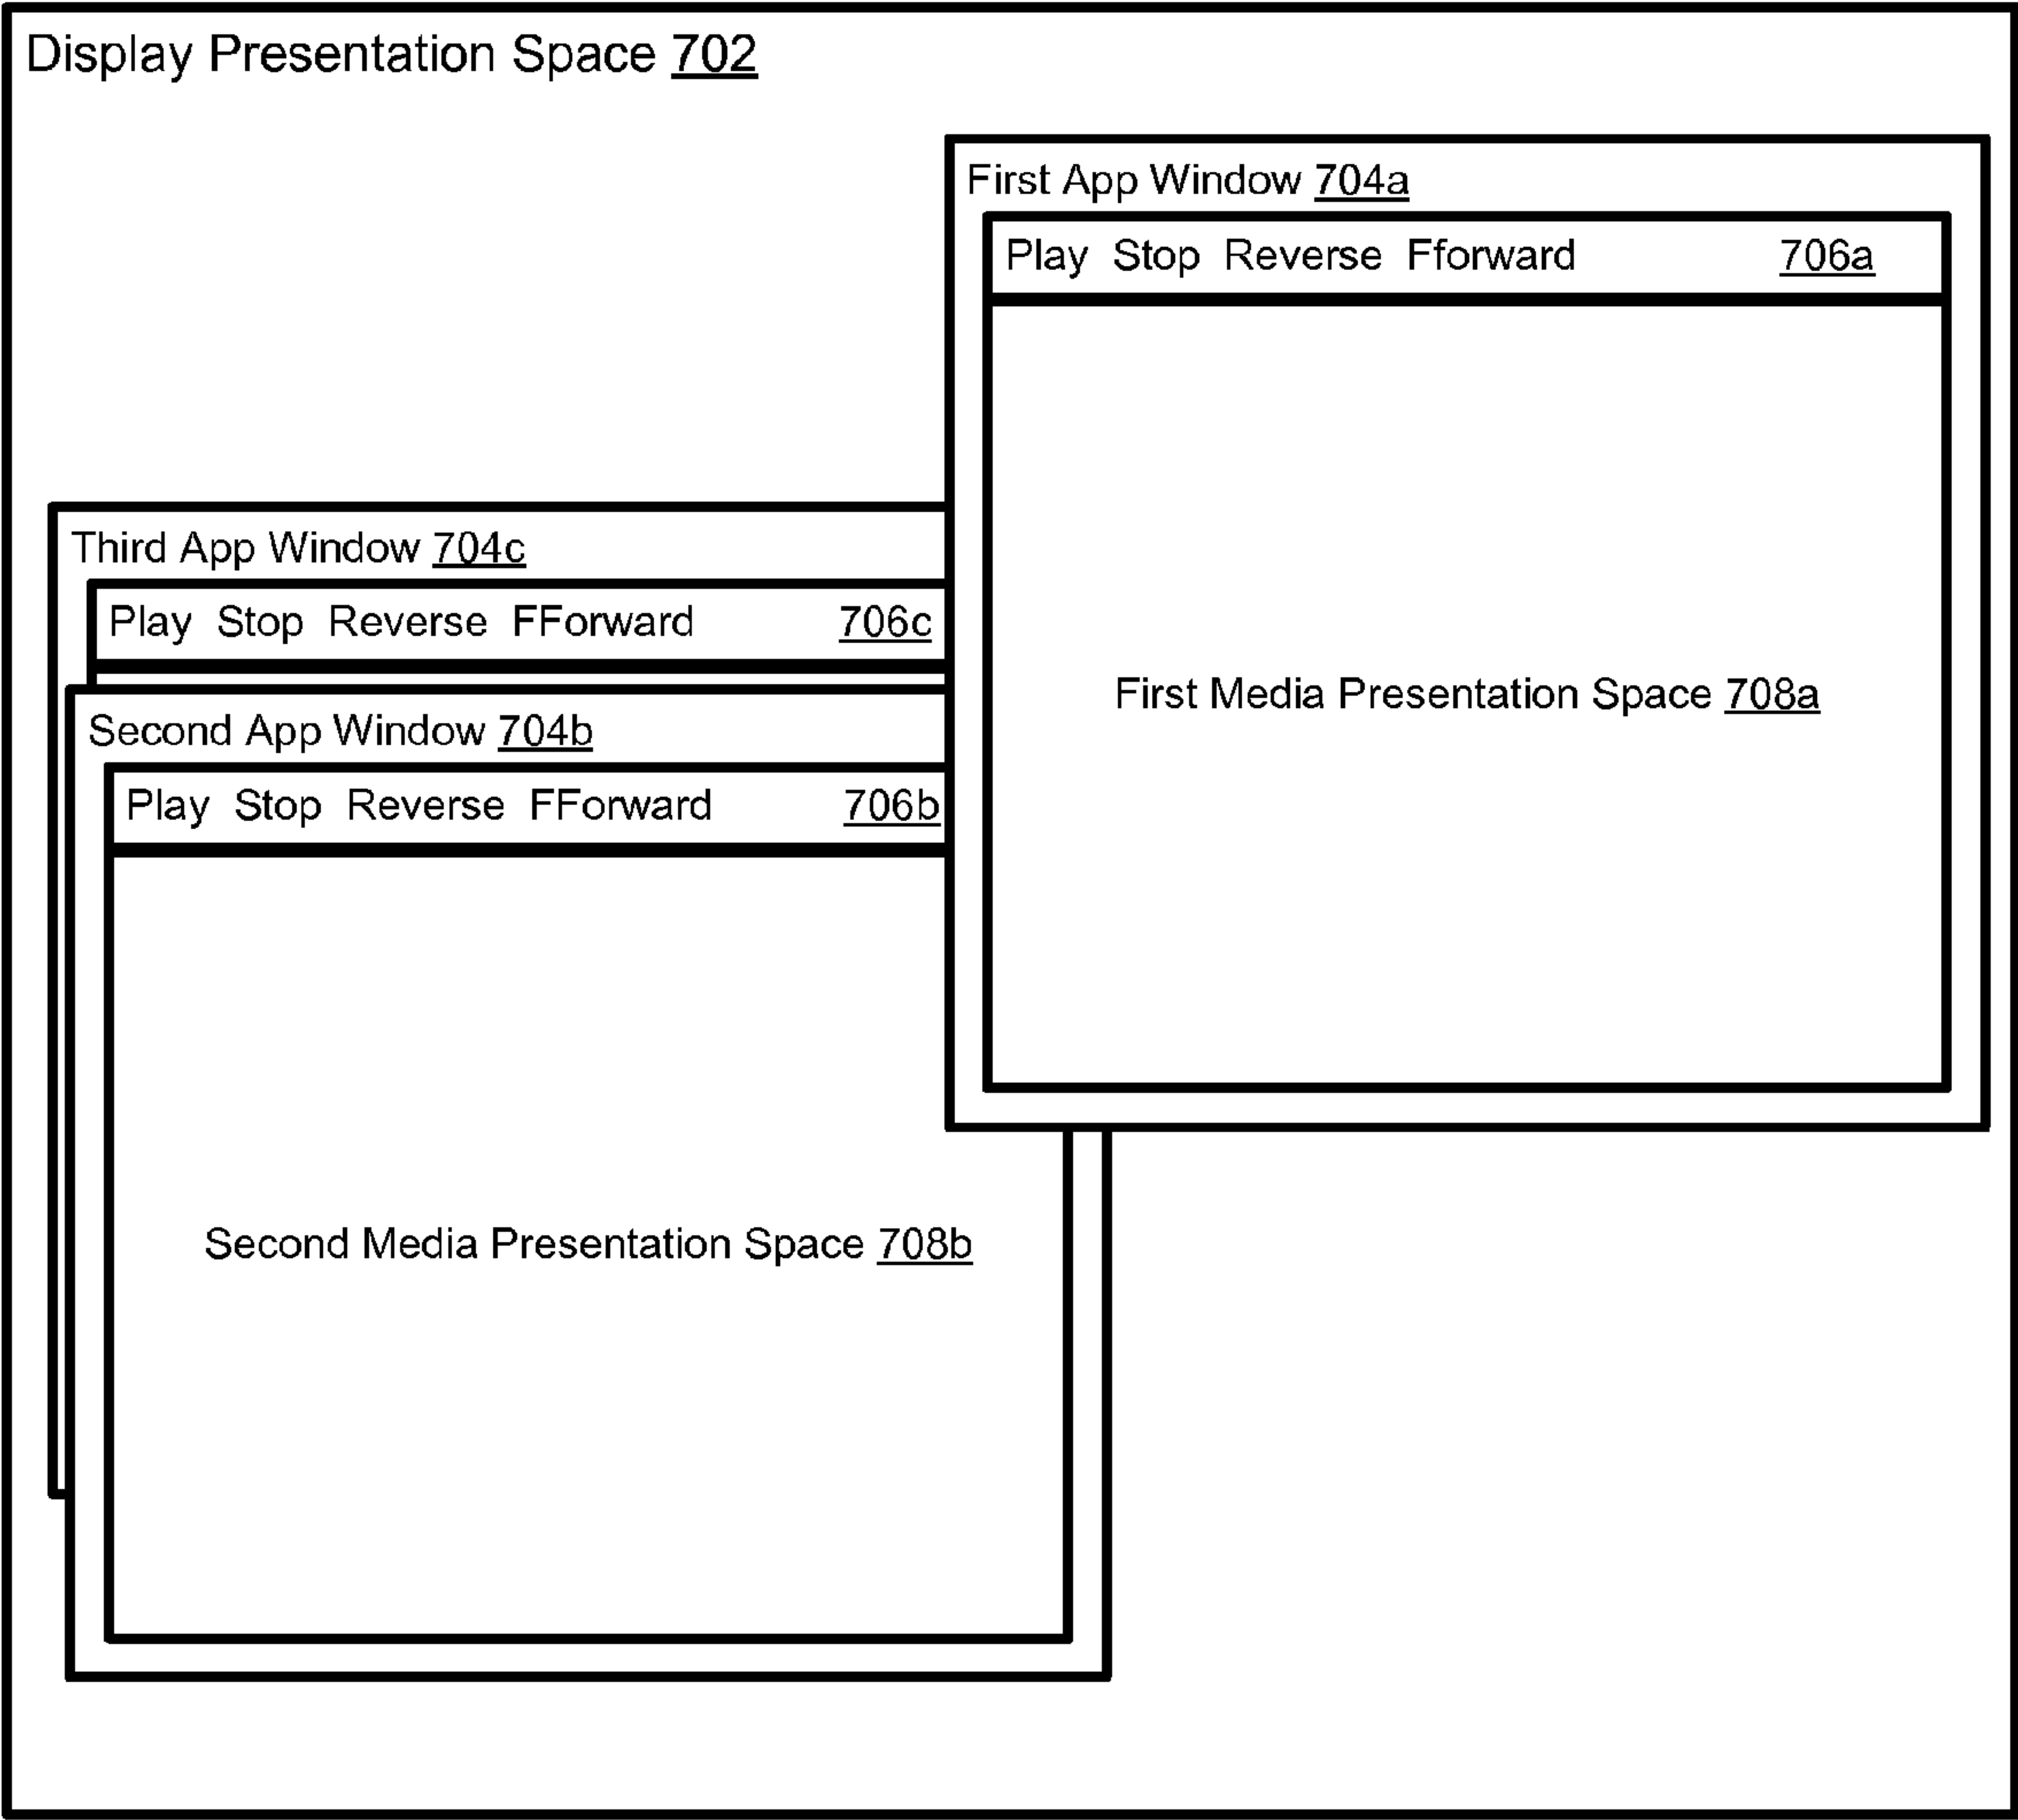 Display Presentation Space 702
First App Window 704a
Play Stop Reverse Fforward 706a
First Media Presentation Space 708a
Third App Window 704c
Play Stop Reverse FForward 706c
Second App Window 704b
Play Stop Reverse FForward 706b
Second Media Presentation Space 708b